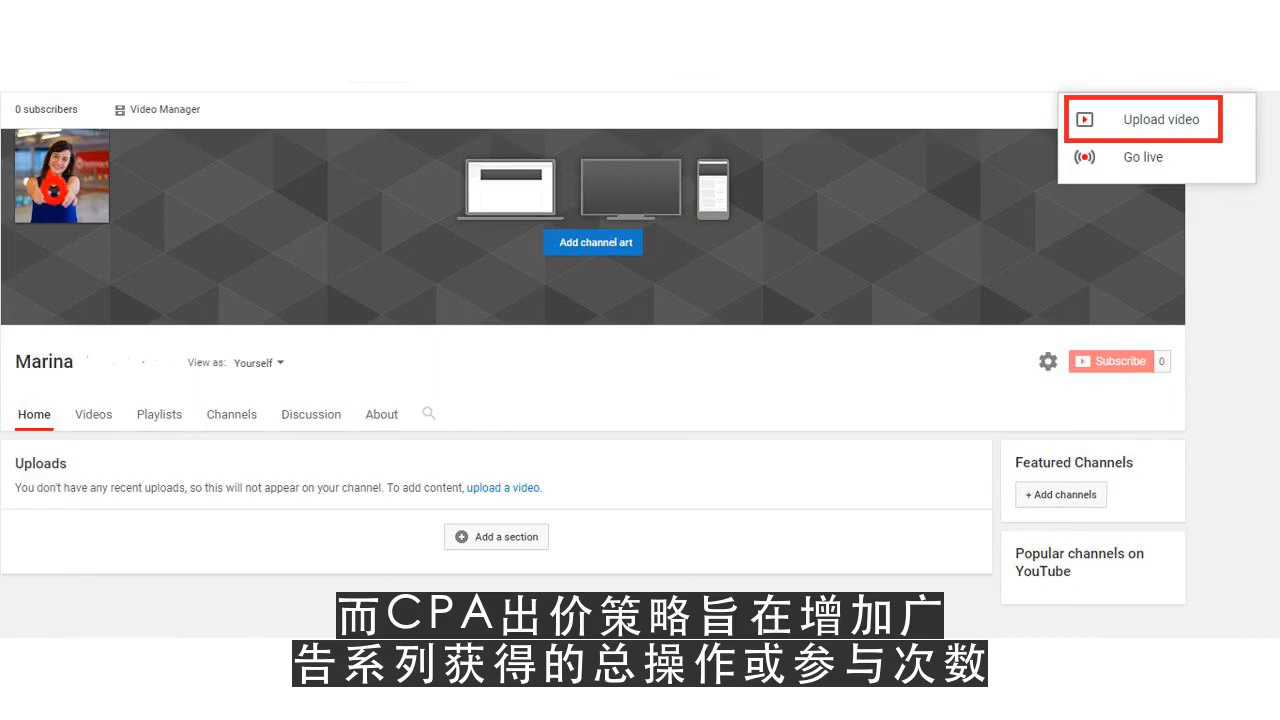 0 subscribers Video Manager
Upload video
Go live
Add channel art
Marina View as: Yourself
Subscribe 0
Home Videos Playlists Channels Discussion About
Uploads
You don't have any recent uploads, so this will not appear on your channel. To add content, upload a video.
Add a section
Featured Channels
+ Add channels
Popular channels on
YouTube
而CPA出价策略旨在增加广
告系列获得的总操作或参与次数